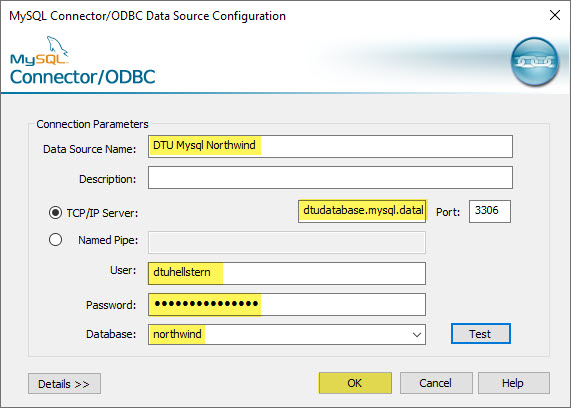 MySQL Connector/ODBC Data Source Configuration
MySQL
Connector/ODBC
ODBC
Connection Parameters
Data Source Name: DTU Mysql Northwind
Description:
TCP/IP Server: dtudatabase.mysql.datal Port: 3306
Named Pipe:
User: dtuhellstern
Password: •••••••••••••••
Database: northwind Test
Details >> OK Cancel Help